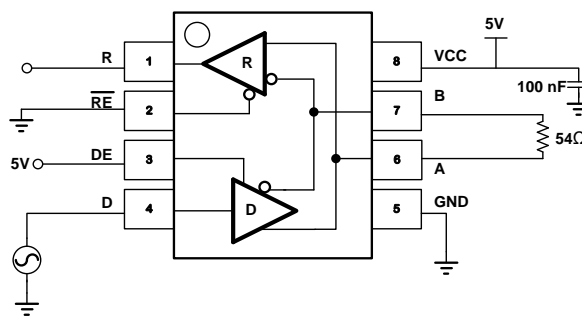 5V
R 1 R 8 VCC
100 nF
RE 2 7 B
54Ω
5V DE 3 6 A
D 4 D 5 GND